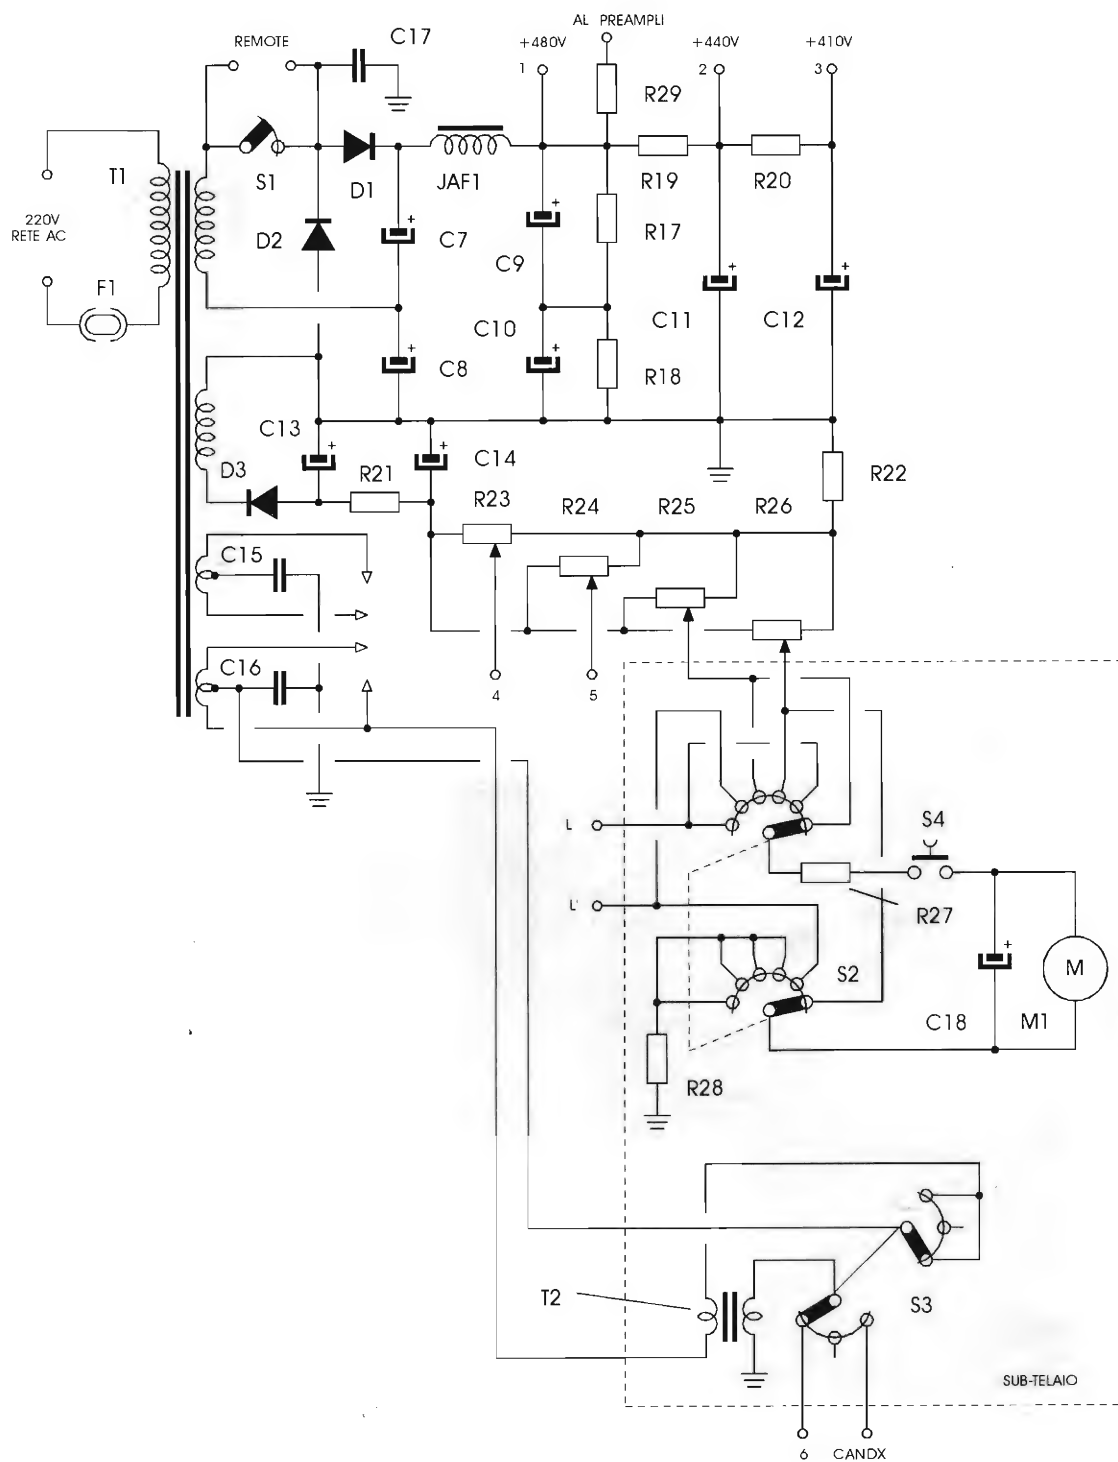 AL PREAMPLI
REMOTE
C17
+480V
+440V
+410V
1
2
3
R29
T1
S1
D1
JAF1
R19
R20
220V
RETE AC
D2
C7
C9
R17
F1
C10
C11
C12
C8
R18
C13
D3
R21
C14
R22
R23
R24
R25
R26
C15
C16
4
5
L
S4
R27
L'
S2
M
C18
M1
R28
T2
S3
SUB-TELAIO
6
CANDX
+
+
+
+
+
+
+
+
+